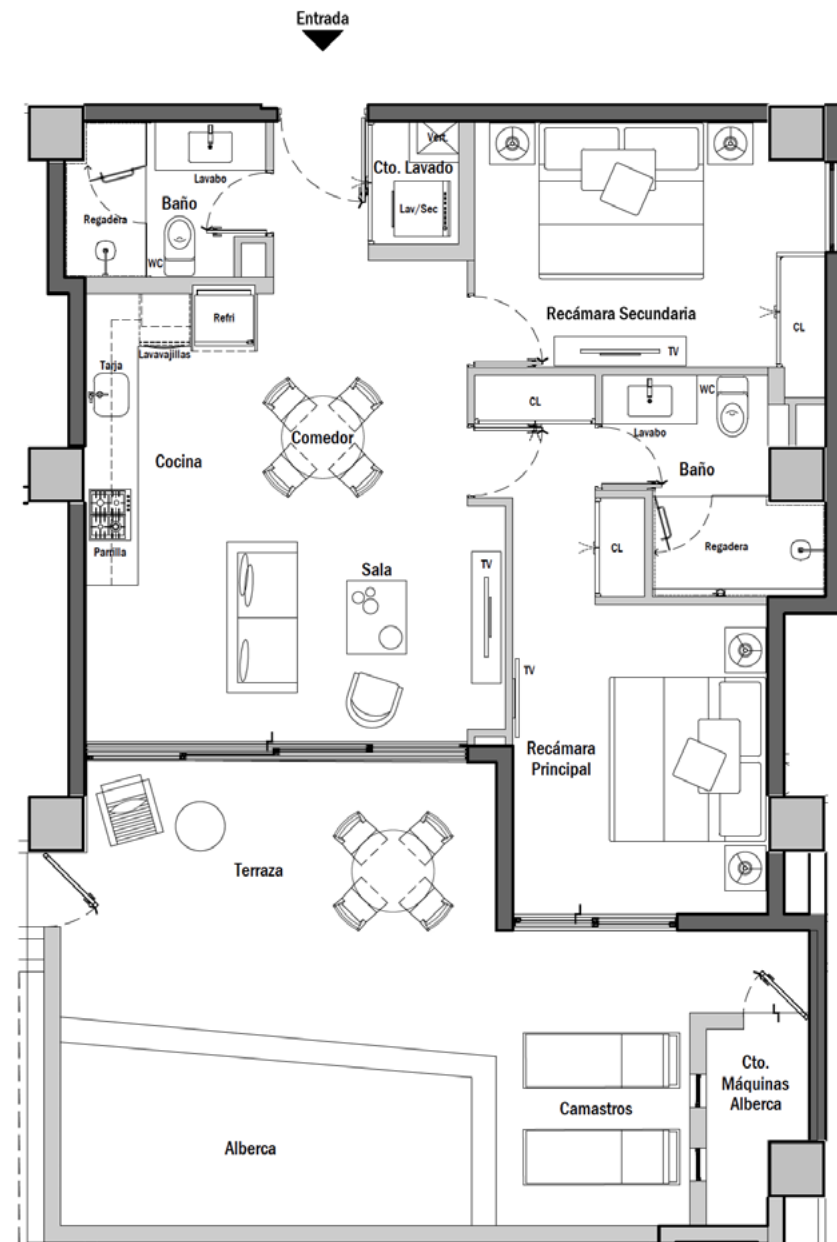 Entrada
Vert.
Cto. Lavado
Lav/Sec
Lavabo
Baño
Regadera
WC
Refri
Lavavajillas
Tarja
Cocina
Comedor
Parrilla
Sala
TV
Recámara Secundaria
TV
CL
CL
WC
Lavabo
Baño
CL
Regadera
TV
Recámara
Principal
Terraza
Cto.
Máquinas
Alberca
Camastros
Alberca